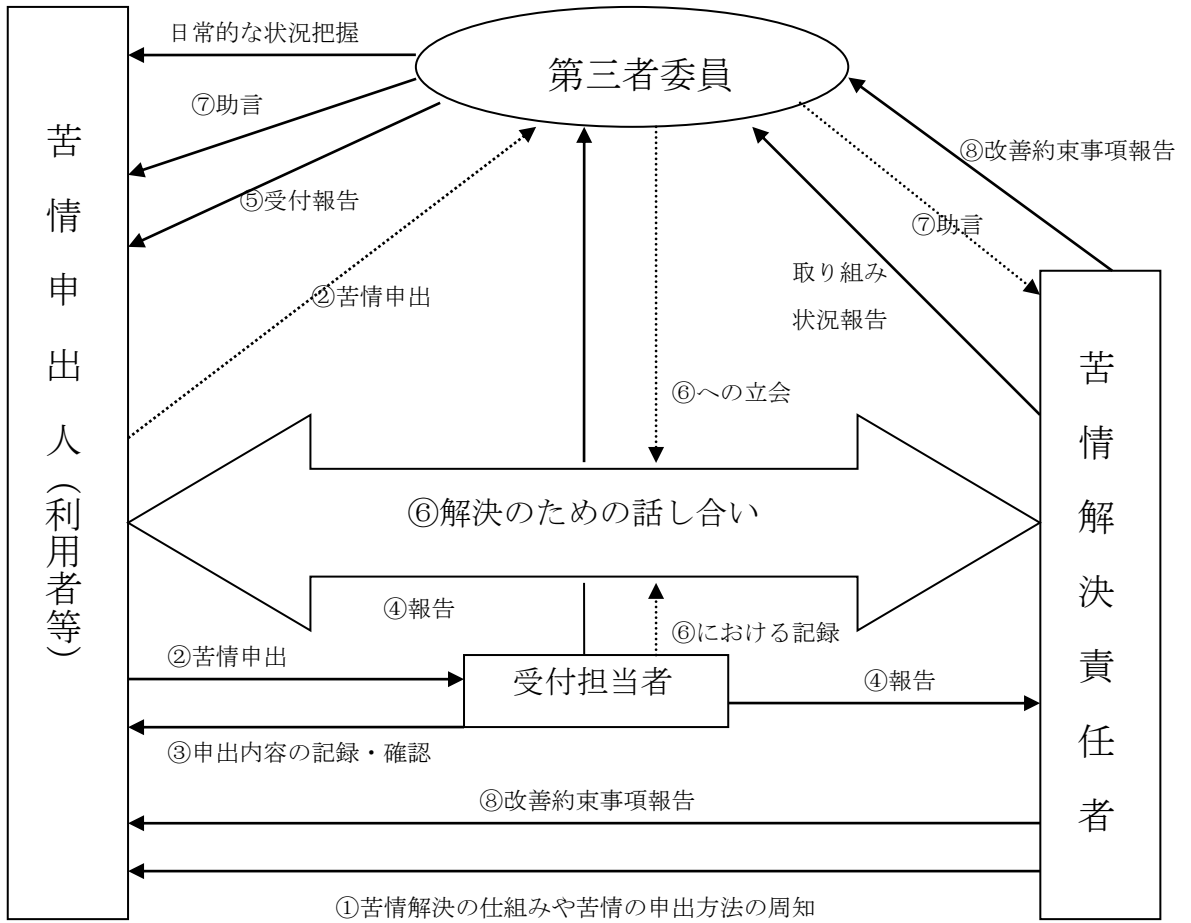 日常的な状況把握
第三者委員
⑦助言
⑧改善約束事項報告
⑤受付報告
⑦助言
②苦情申出
取り組み
状況報告
苦情申出人（利用者等）
苦情解決責任者
⑥への立会
⑥解決のための話し合い
④報告
⑥における記録
②苦情申出
受付担当者
④報告
③申出内容の記録・確認
⑧改善約束事項報告
①苦情解決の仕組みや苦情の申出方法の周知